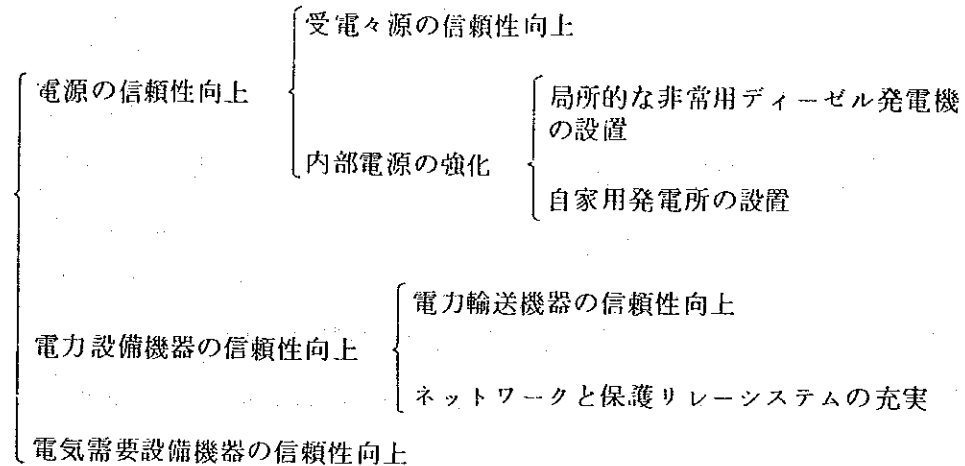 受電々源の信頼性向上
電源の信頼性向上
局所的な非常用ディーゼル発電機
の設置
内部電源の強化
自家用発電所の設置
電力輸送機器の信頼性向上
電力設備機器の信頼性向上
ネットワークと保護リレーシステムの充実
電気需要設備機器の信頼性向上